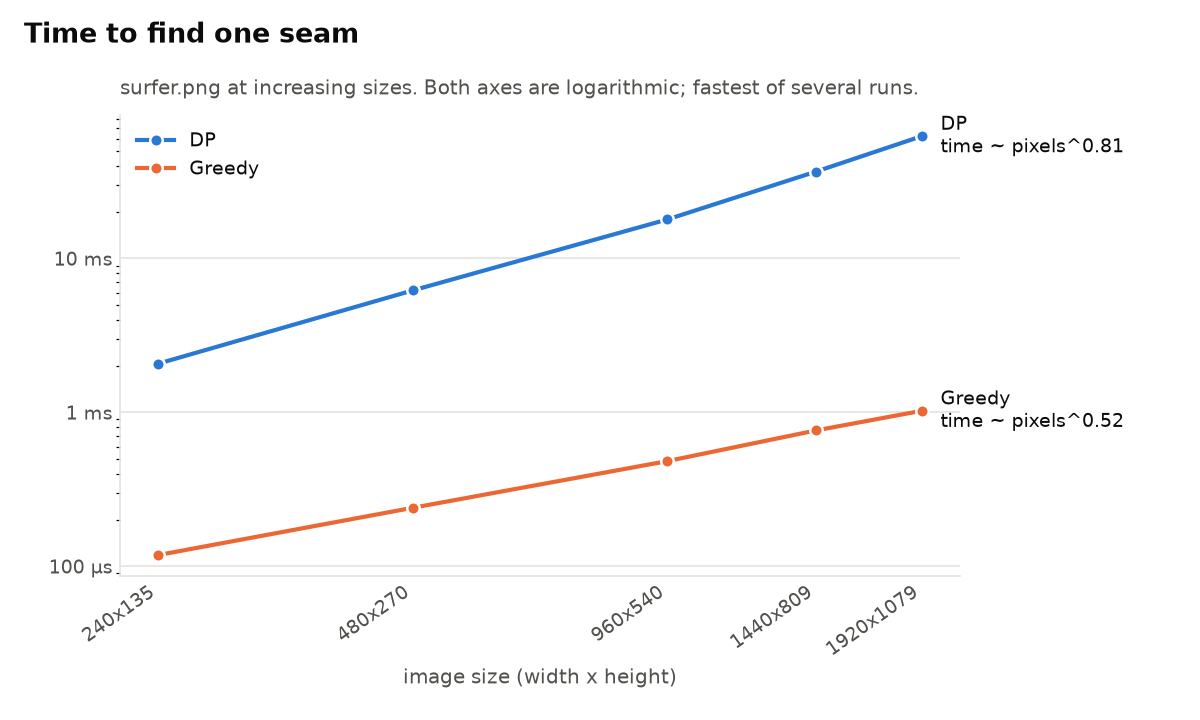 Time to find one seam
surfer.png at increasing sizes. Both axes are logarithmic; fastest of several runs.
DP
Greedy
DP
time ~ pixels^0.81
10 ms
1 ms
Greedy
time ~ pixels^0.52
100 µs
240x135
480x270
960x540
1440x809
1920x1079
image size (width x height)